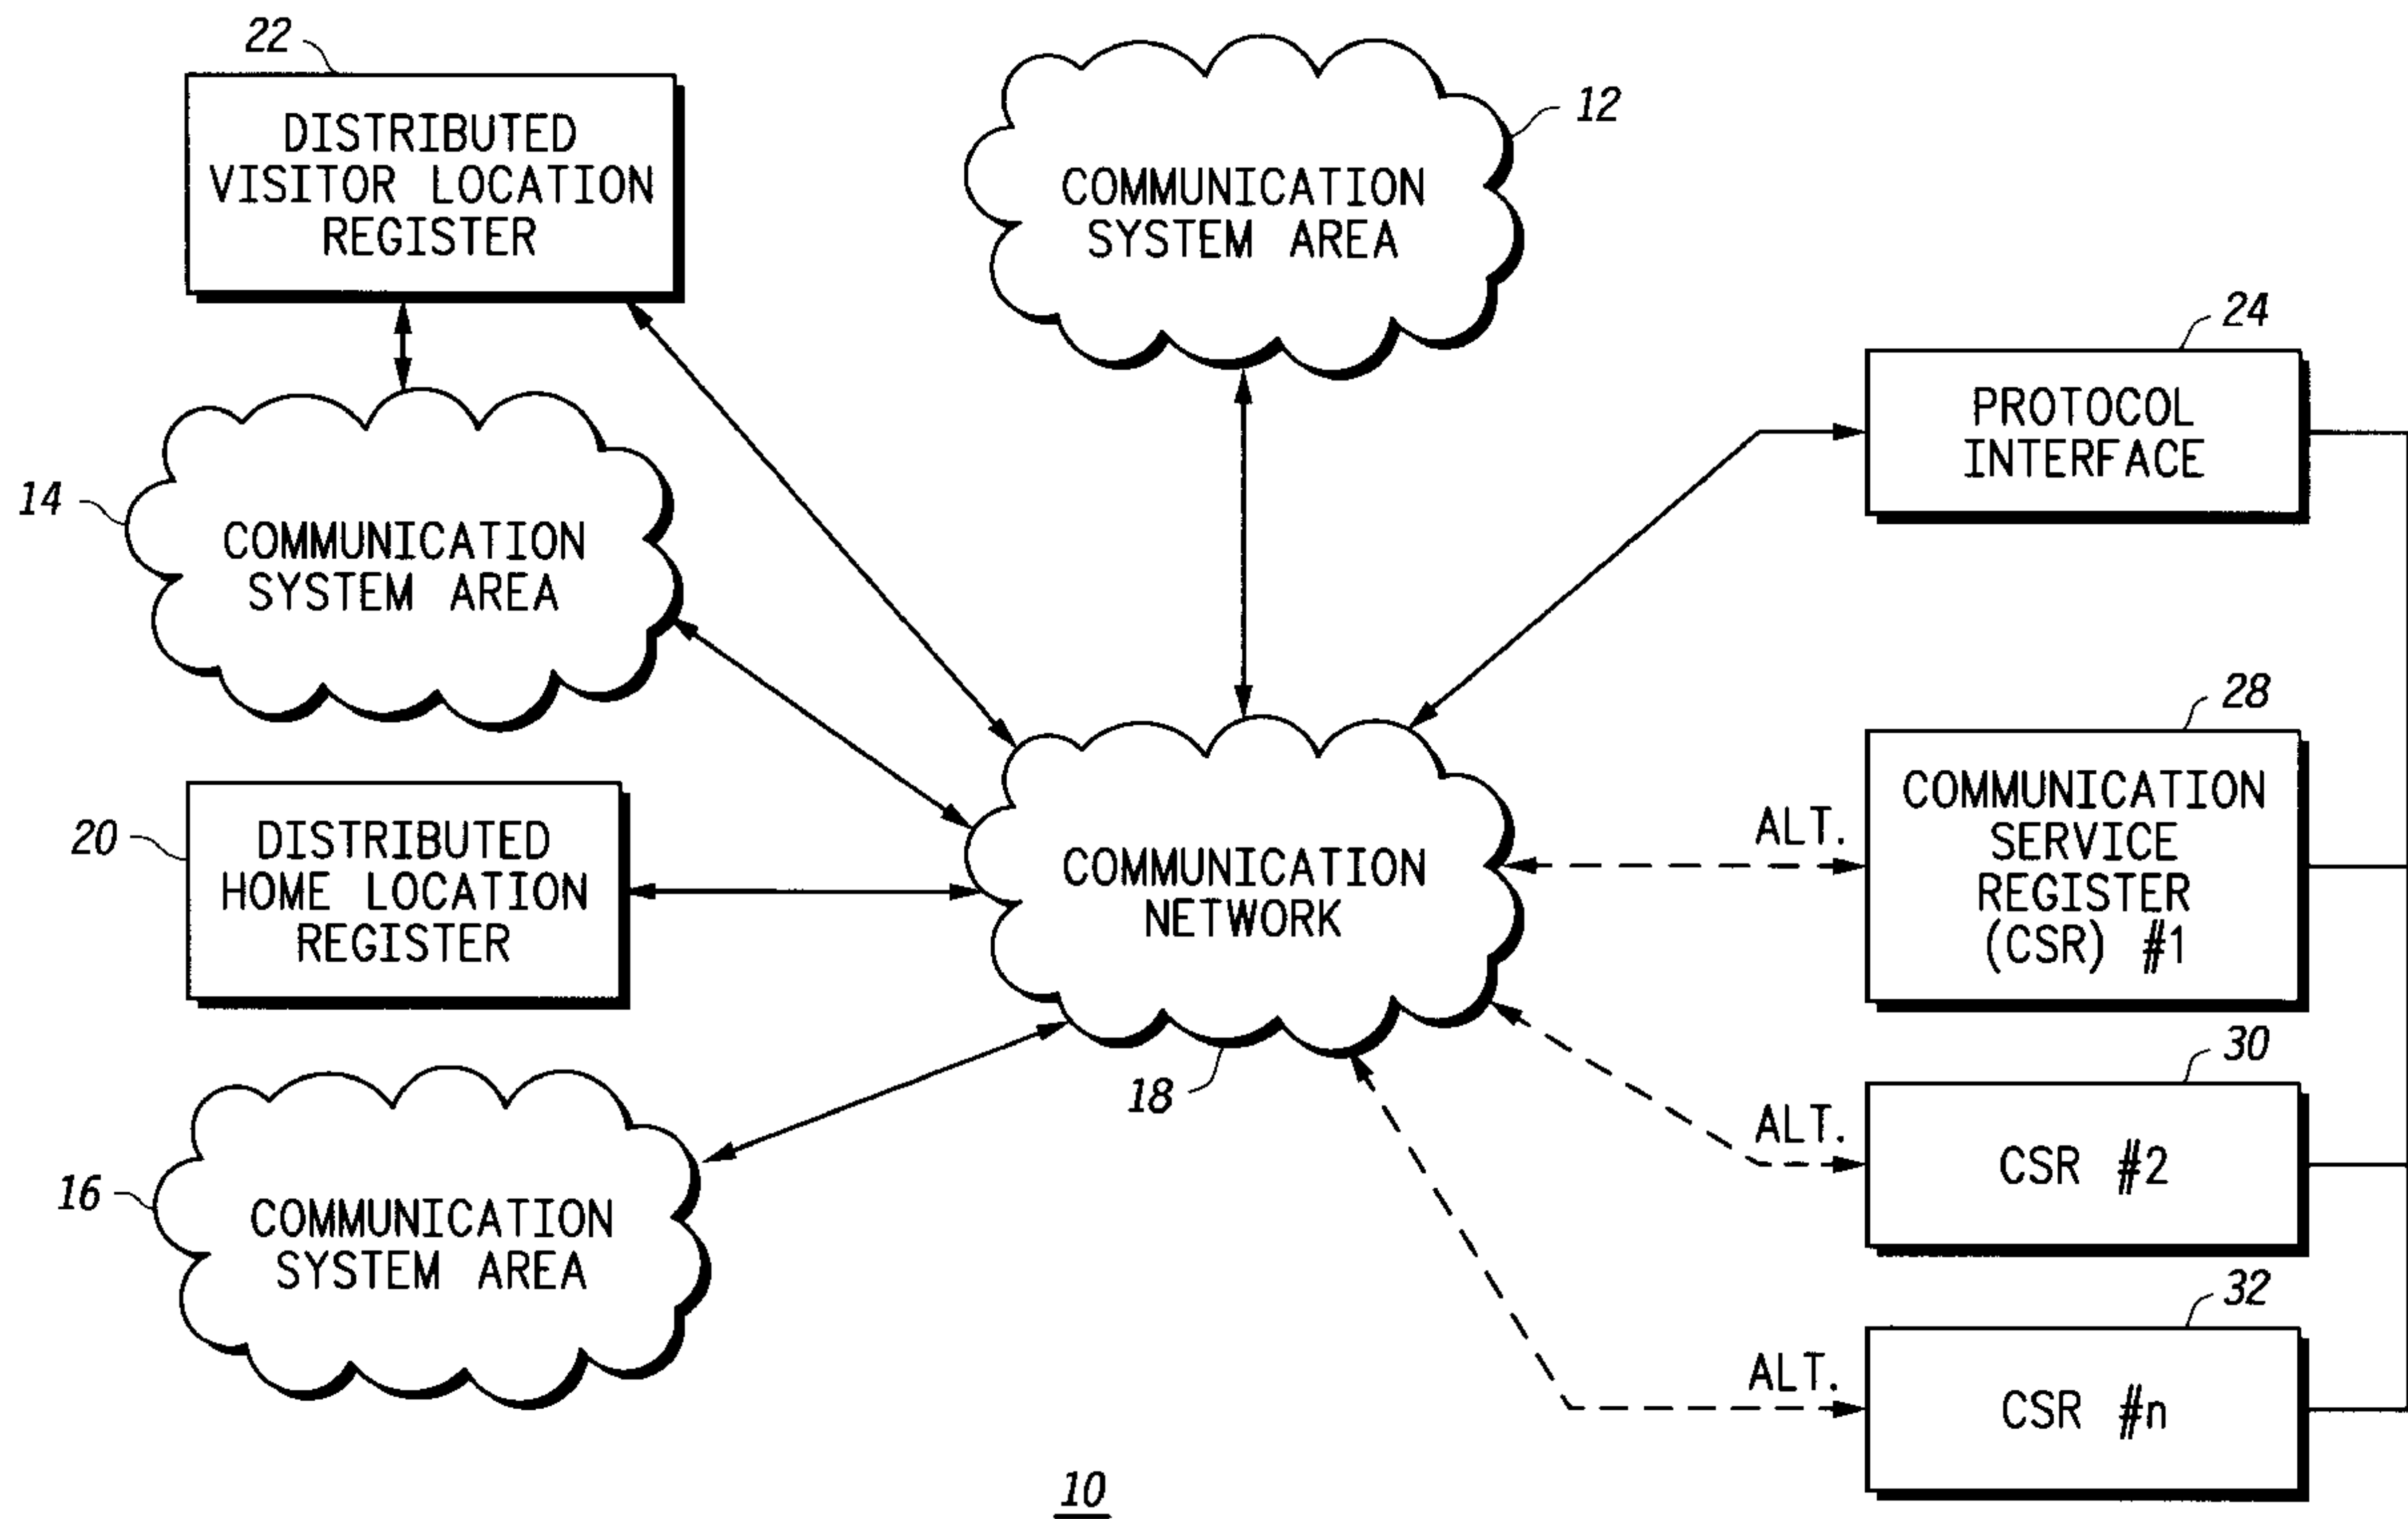 22
DISTRIBUTED
VISITOR LOCATION
REGISTER
12
COMMUNICATION
SYSTEM AREA
24
PROTOCOL
INTERFACE
14
COMMUNICATION
SYSTEM AREA
28
COMMUNICATION
SERVICE
REGISTER
(CSR) #1
ALT.
20
DISTRIBUTED
HOME LOCATION
REGISTER
COMMUNICATION
NETWORK
18
30
ALT.
CSR #2
16
COMMUNICATION
SYSTEM AREA
32
ALT.
CSR #n
10